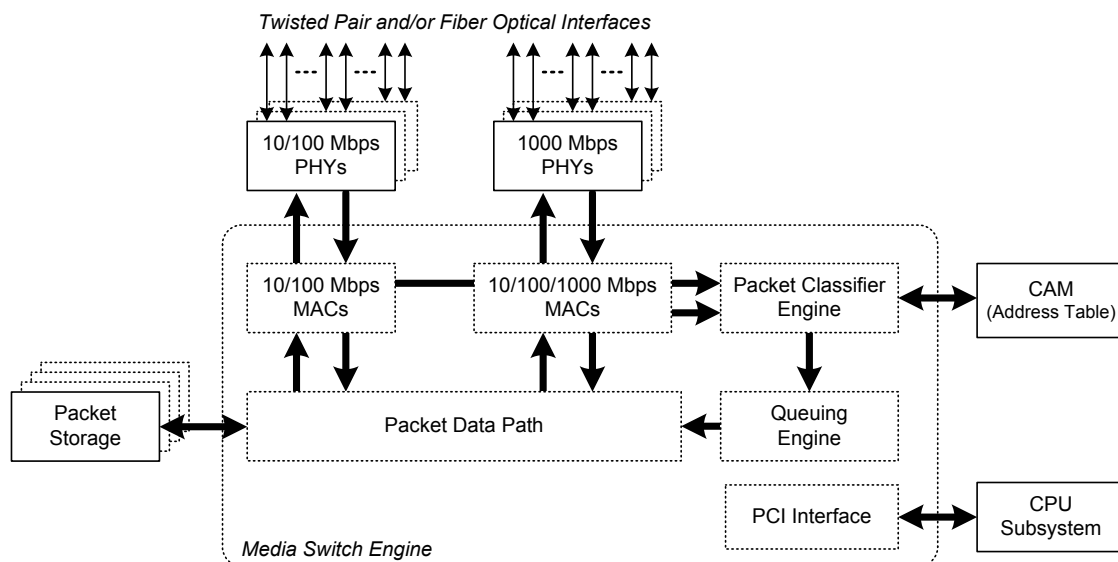 Twisted Pair and/or Fiber Optical Interfaces
10/100 Mbps
PHYs
1000 Mbps
PHYs
10/100 Mbps
MACs
10/100/1000 Mbps
MACs
Packet Classifier
Engine
CAM
(Address Table)
Packet
Storage
Packet Data Path
Queuing
Engine
PCI Interface
CPU
Subsystem
Media Switch Engine